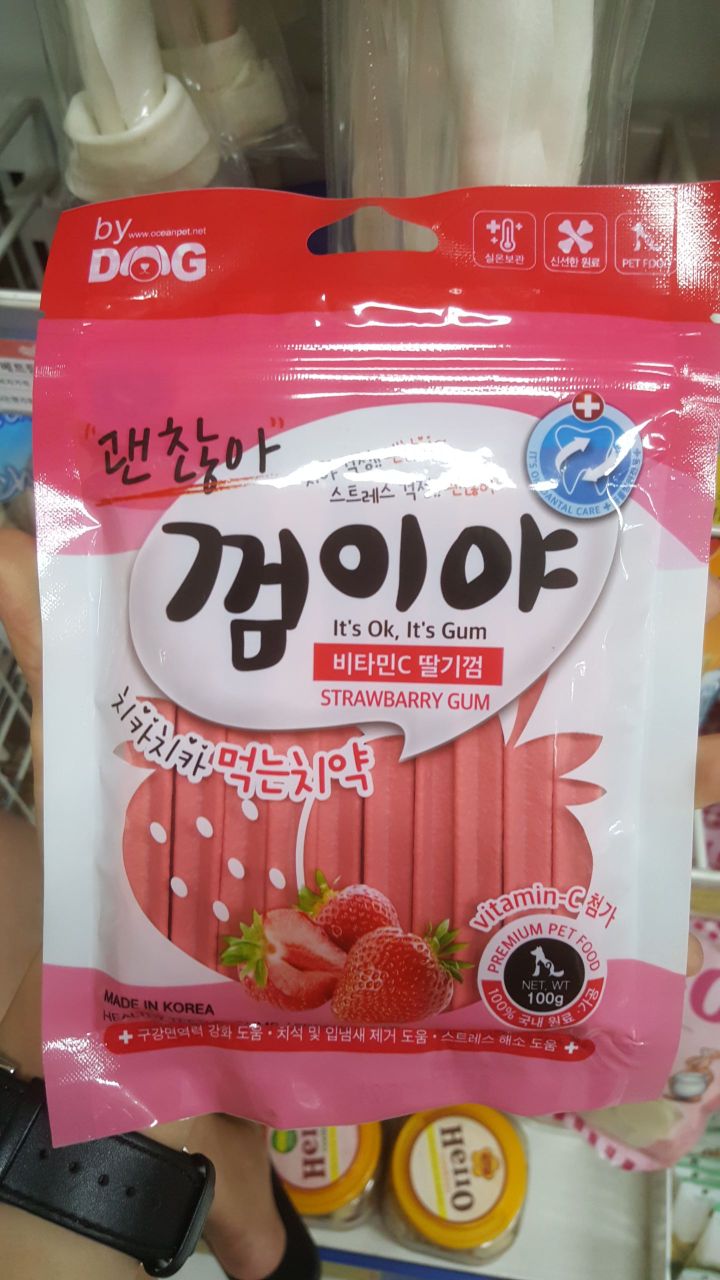 by www.oceanpet.net
DOG
실온보관
신선한 원료
PET FOOD
"괜찮아"
스트레스
껌이야
It's Ok, It's Gum
비타민C 딸기껌
STRAWBARRY GUM
치카치카 먹는치약
vitamin-C 첨가
PREMIUM PET FOOD
NET. WT
100g
100% 국내 원료·가공
MADE IN KOREA
구강면역력 강화 도움 · 치석 및 입냄새 제거 도움 · 스트레스 해소 도움
Hello